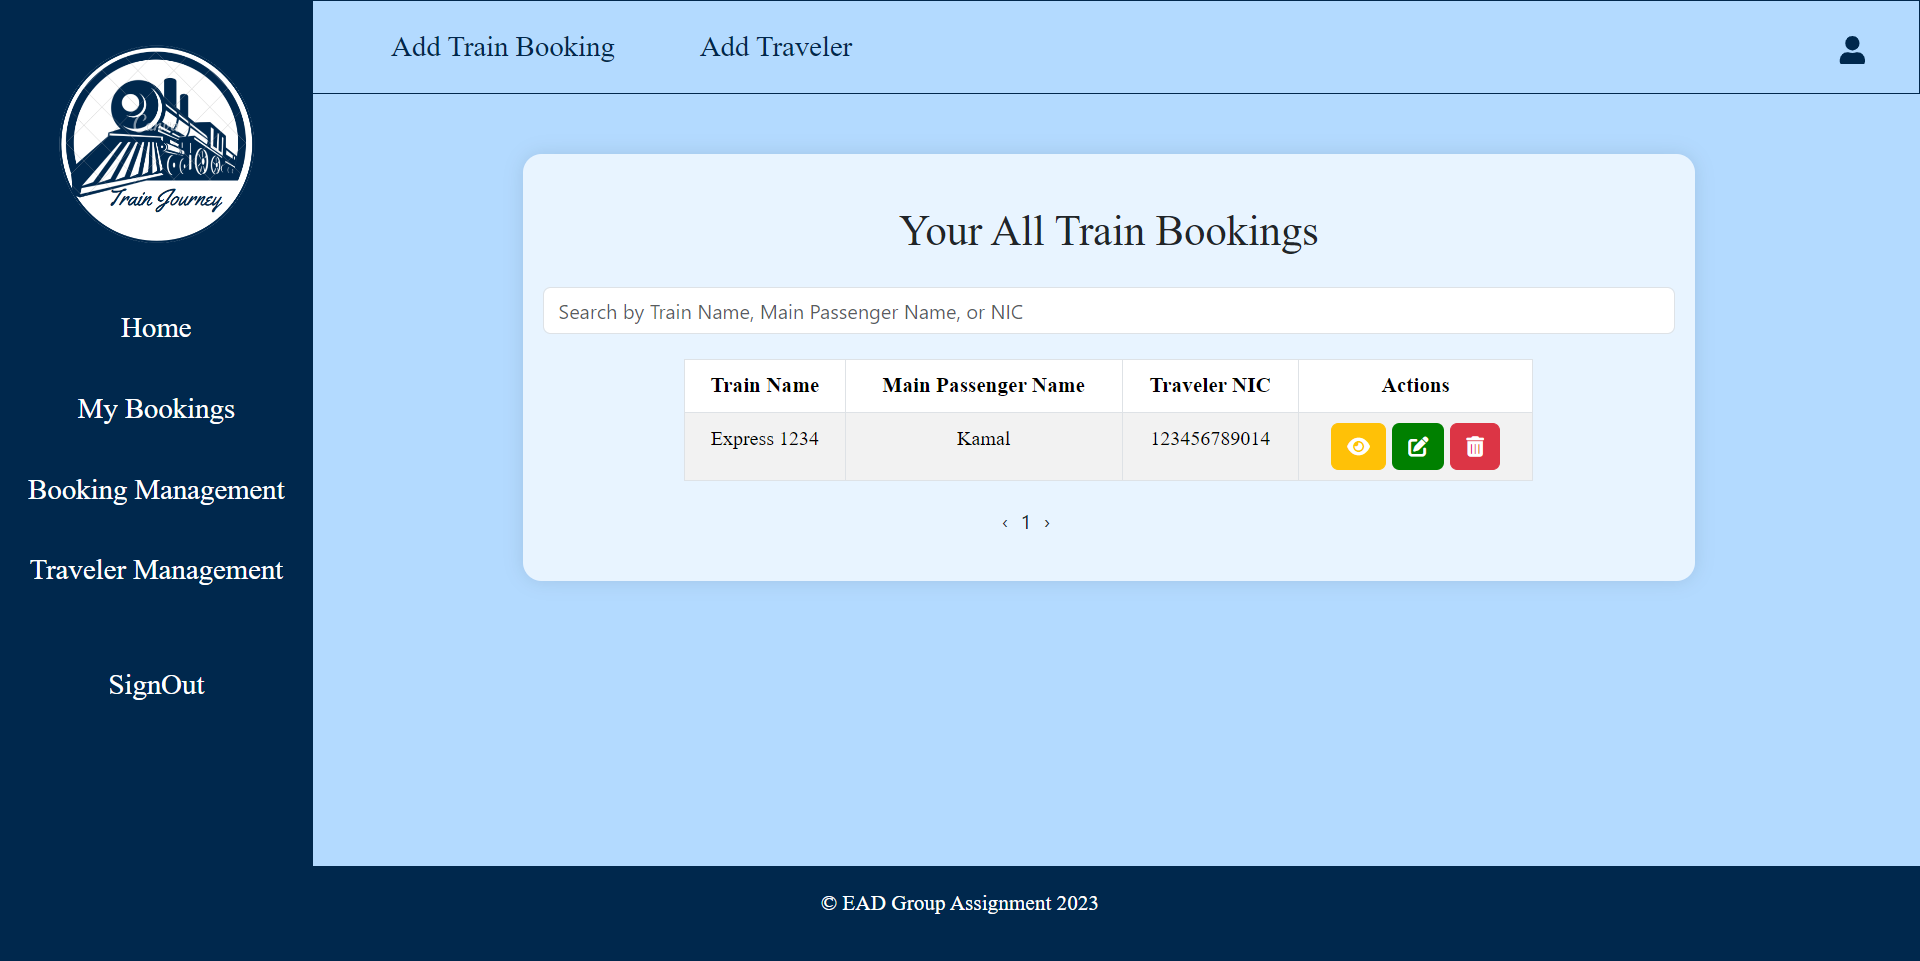 Train Journey
Home
My Bookings
Booking Management
Traveler Management
SignOut
Add Train Booking Add Traveler
Your All Train Bookings
Search by Train Name, Main Passenger Name, or NIC
Train Name Main Passenger Name Traveler NIC Actions
Express 1234 Kamal 123456789014
‹ 1 ›
© EAD Group Assignment 2023